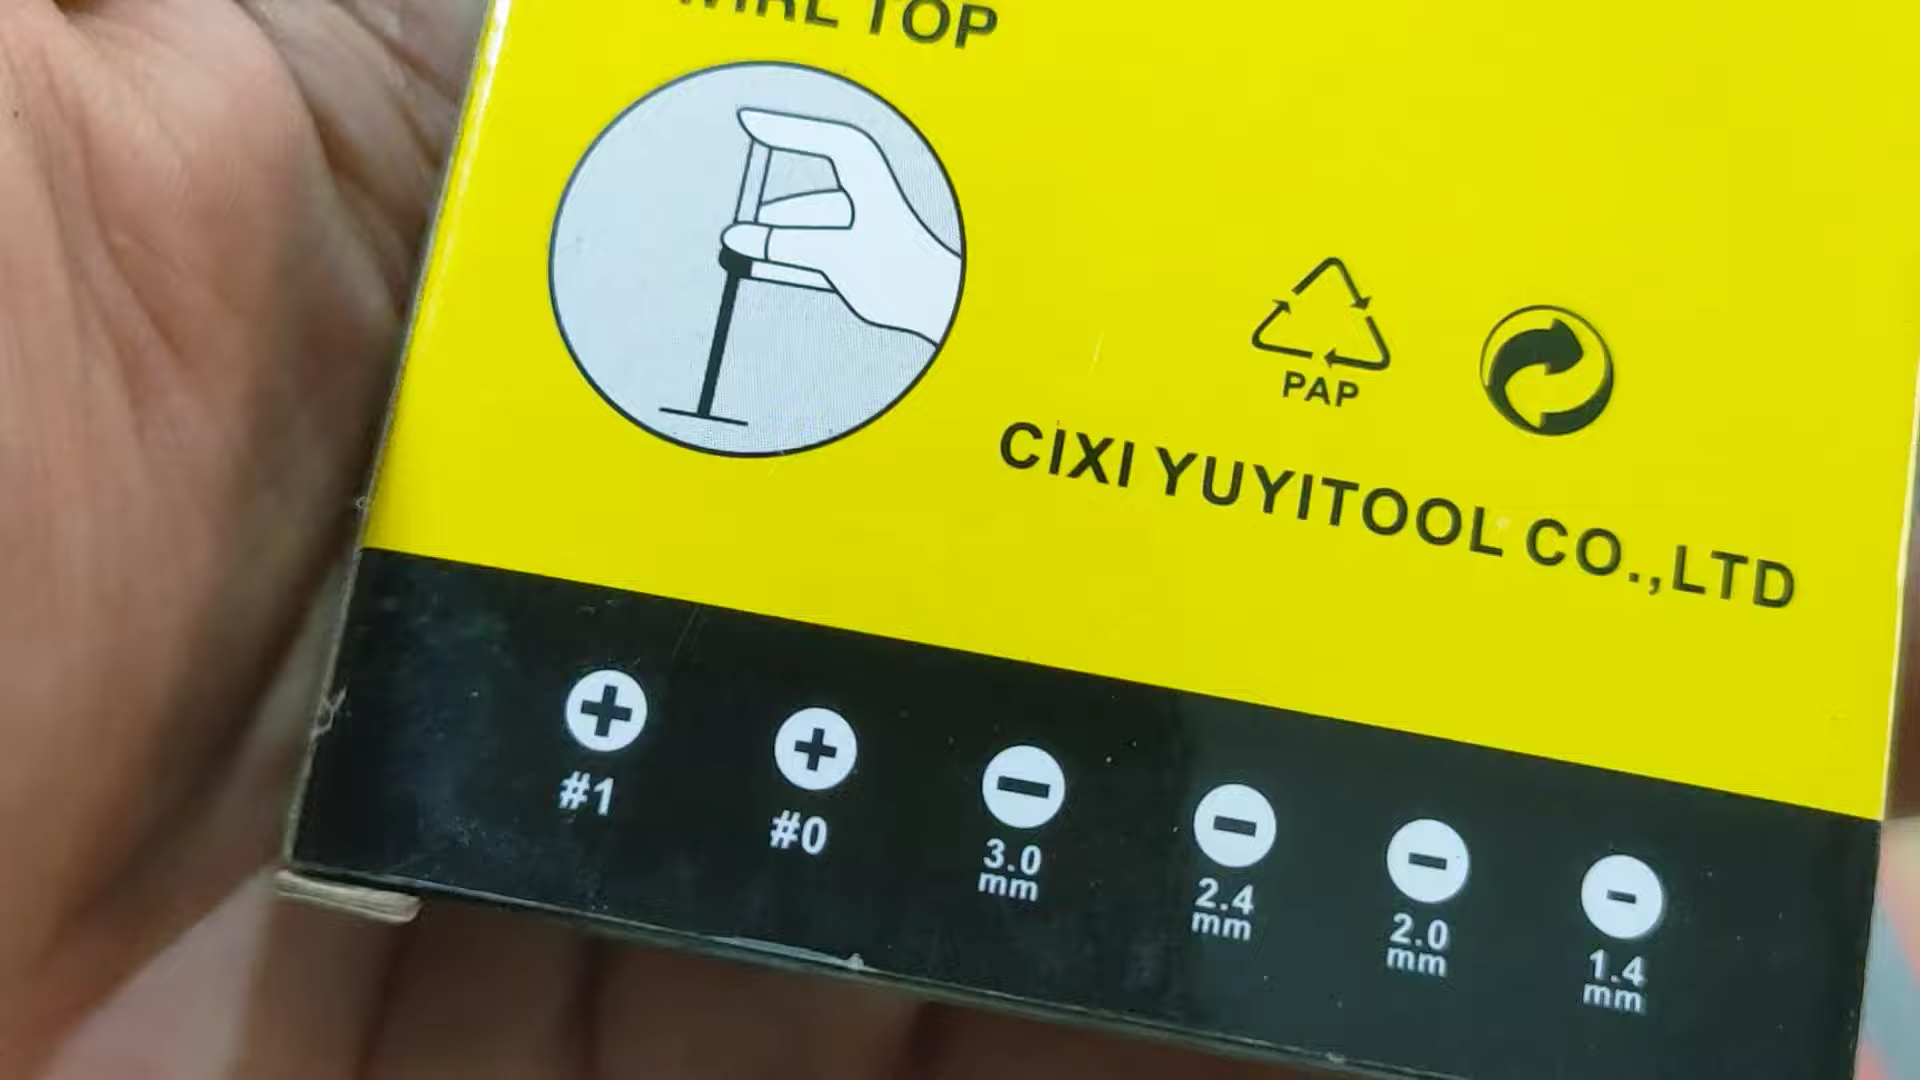 TOP
PAP
CIXI YUYITOOL CO.,LTD
#1
#0
3.0
mm
2.4
mm
2.0
mm
1.4
mm